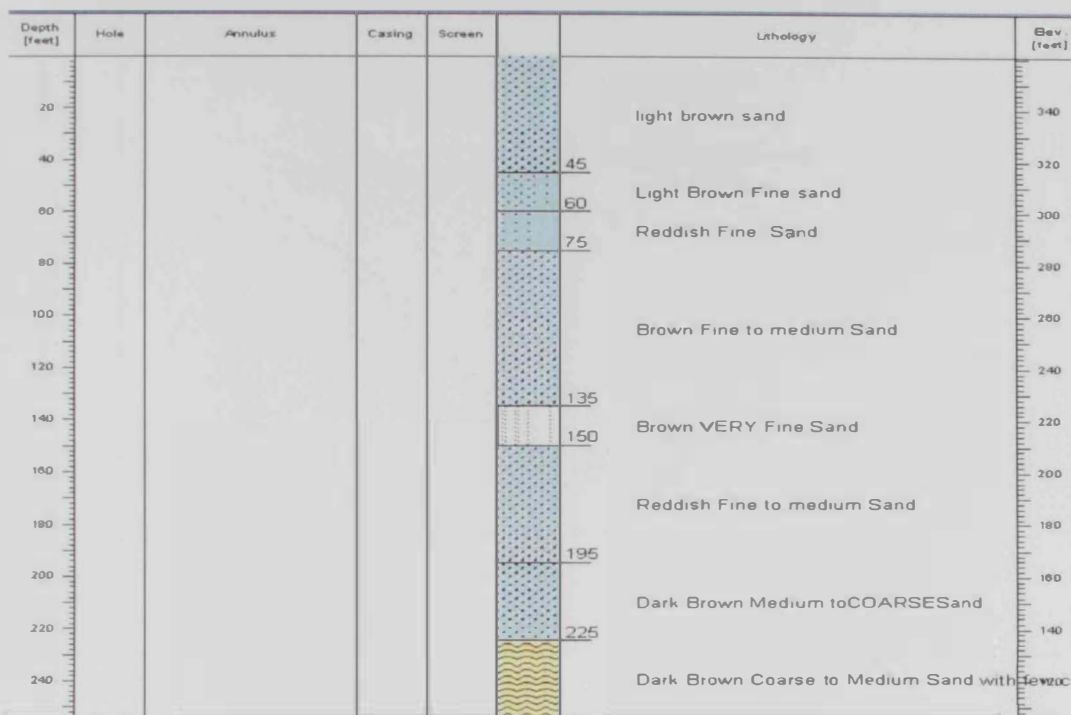 Depth [feet] Hole Annulus Casing Screen Lithology Elev. [feet]
20 light brown sand 340
40 45 320
Light Brown Fine sand
60 60 300
Reddish Fine Sand
75
80 280
100 260
Brown Fine to medium Sand
120 240
135
140 220
Brown VERY Fine Sand
150
160 200
Reddish Fine to medium Sand
180 180
195
200 160
Dark Brown Medium toCOARSESand
220 225 140
240 Dark Brown Coarse to Medium Sand with 120